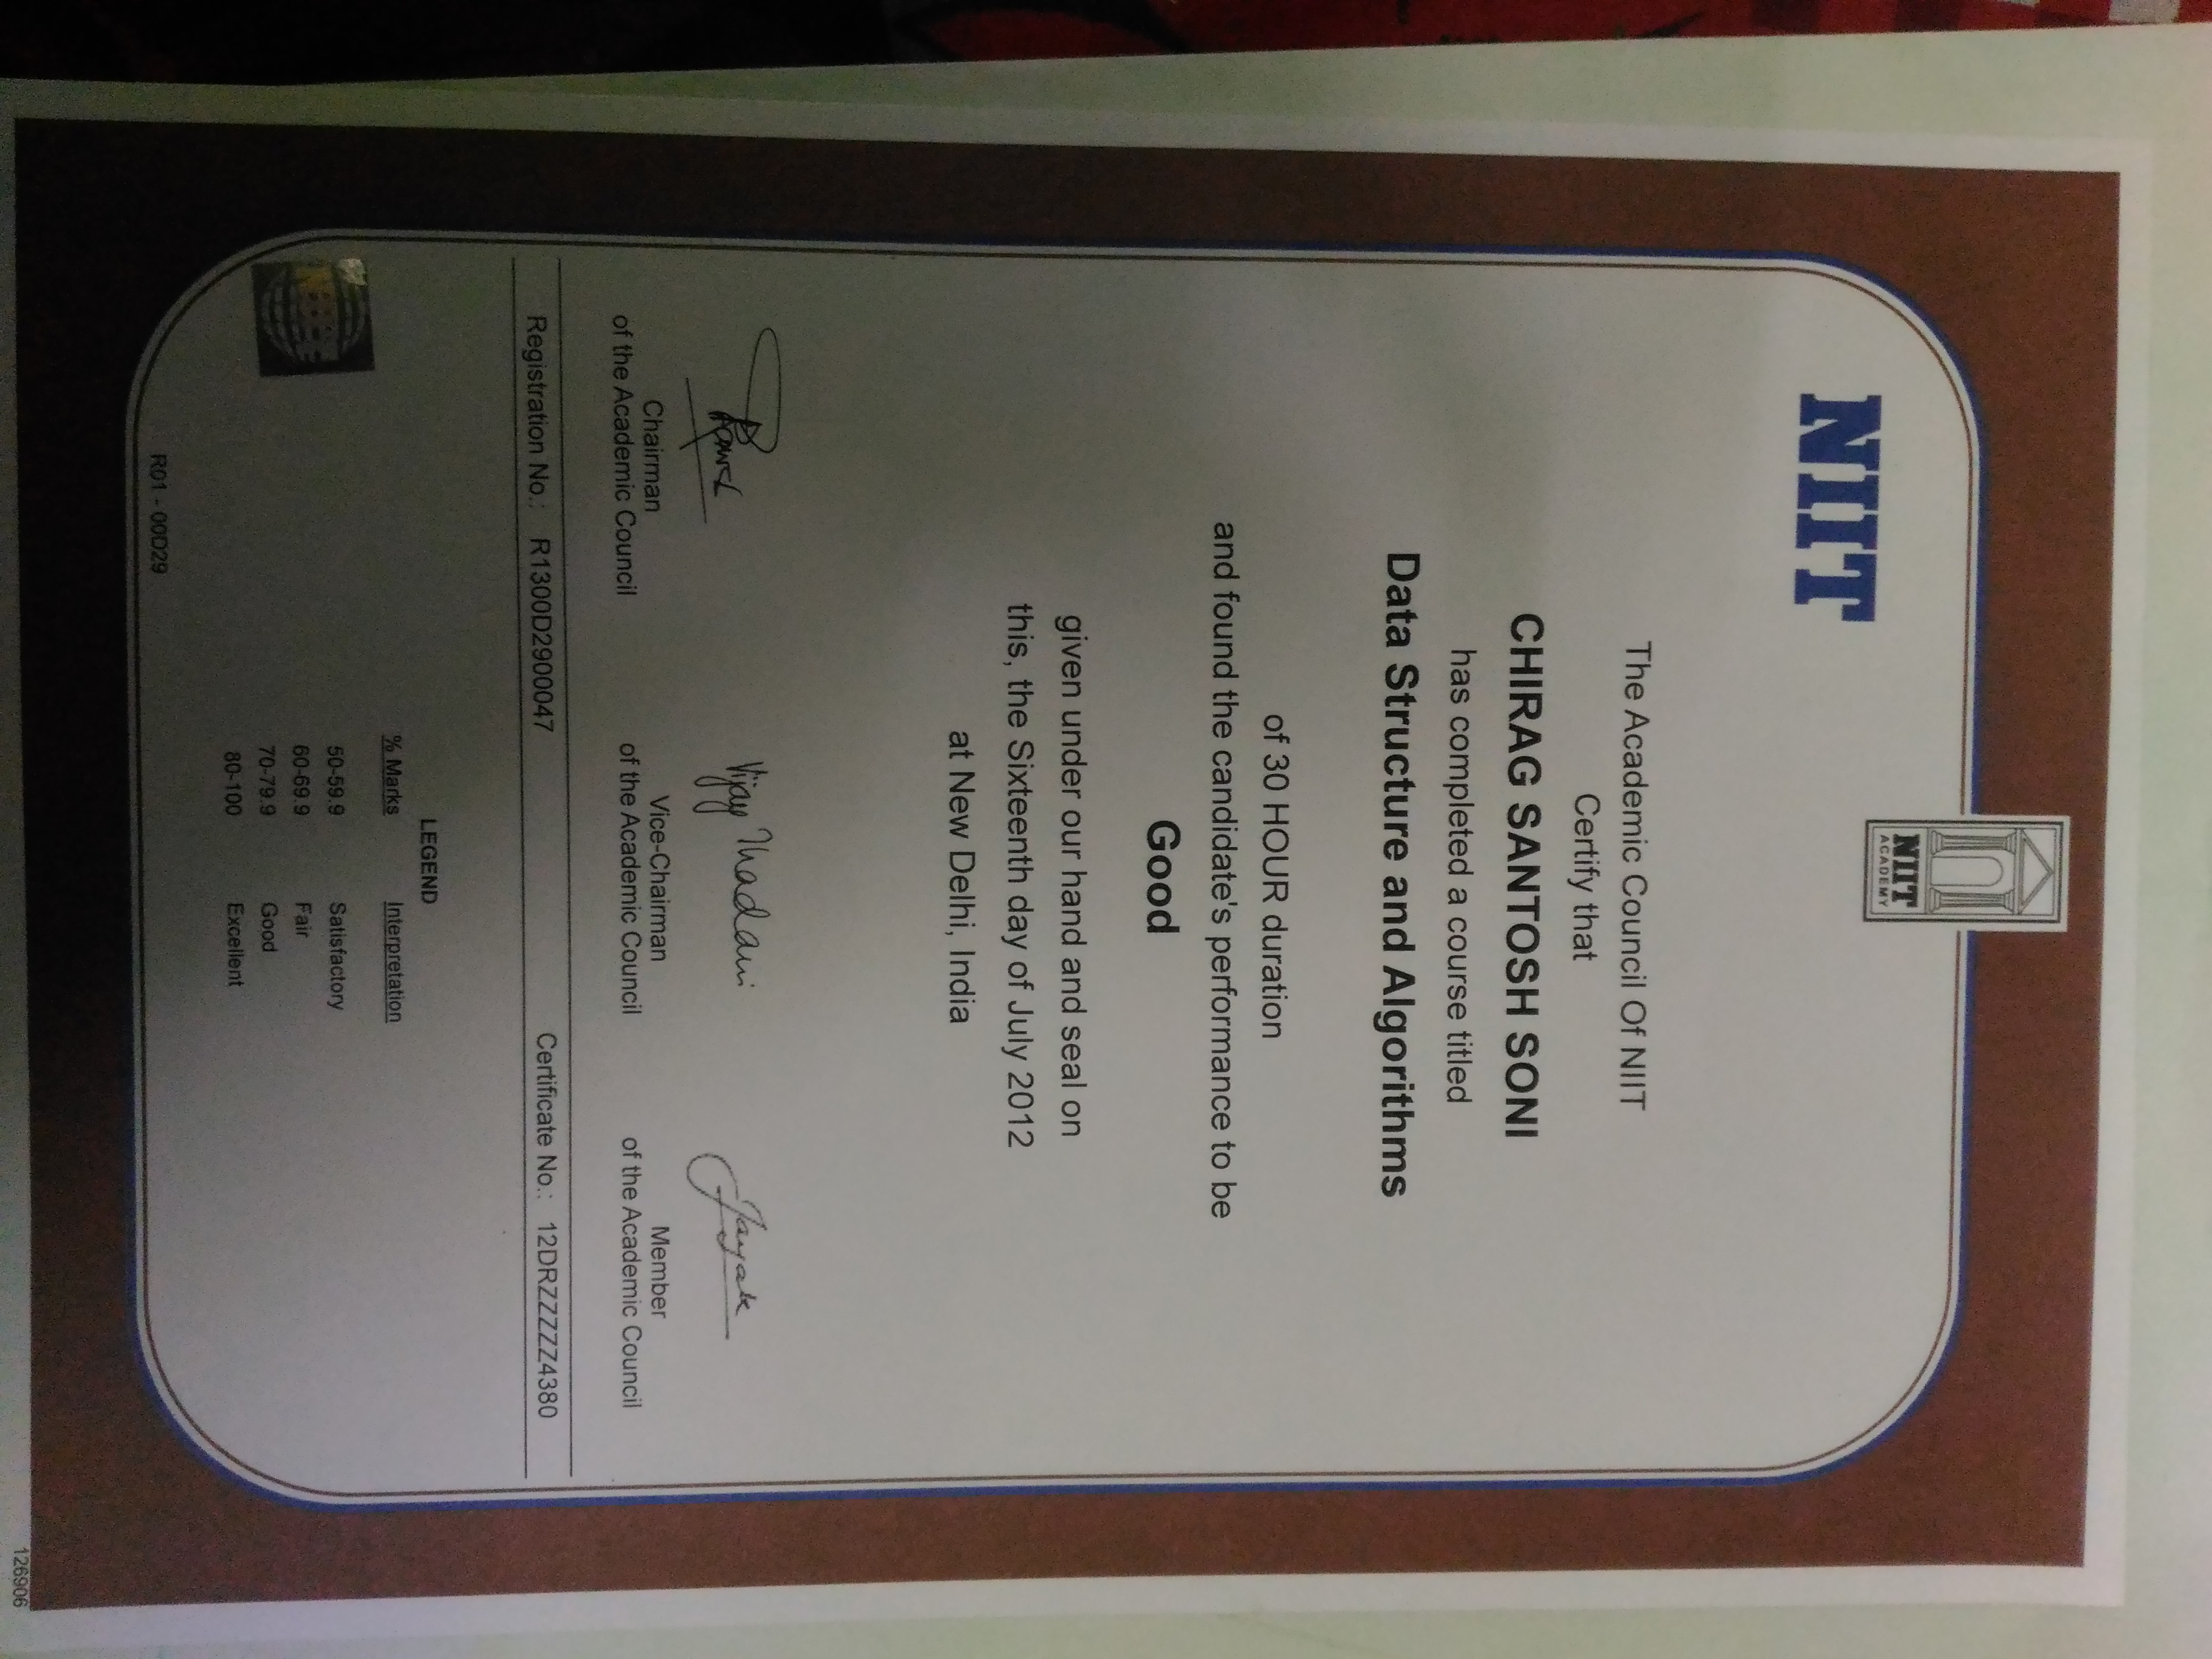 NIIT
ACADEMY
NIIT
The Academic Council Of NIIT
Certify that
CHIRAG SANTOSH SONI
has completed a course titled
Data Structure and Algorithms
of 30 HOUR duration
and found the candidate's performance to be
Good
given under our hand and seal on
this, the Sixteenth day of July 2012
at New Delhi, India
Vijay Thadani
Chairman Vice-Chairman Member
of the Academic Council of the Academic Council of the Academic Council
Registration No.: R1300D2900047 Certificate No.: 12DRZZZZZ4380
LEGEND
% Marks Interpretation
50-59.9 Satisfactory
60-69.9 Fair
70-79.9 Good
80-100 Excellent
R01 - 00D29
126906